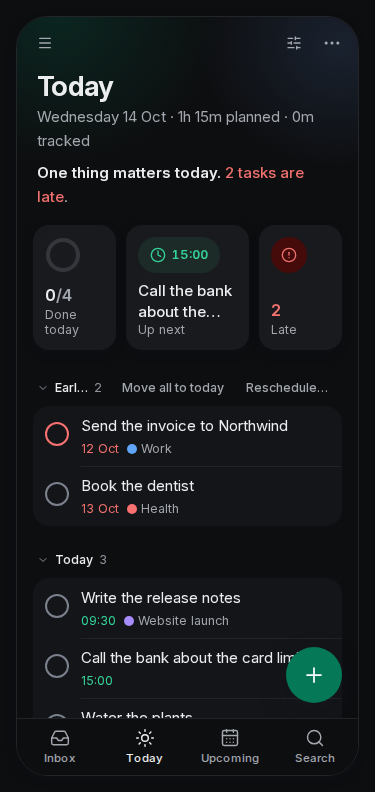 Today
Wednesday 14 Oct · 1h 15m planned · 0m
tracked
One thing matters today. 2 tasks are
late.
0/4
Done
today
15:00
Call the bank
about the…
Up next
2
Late
Earl… 2 Move all to today Reschedule…
Send the invoice to Northwind
12 Oct Work
Book the dentist
13 Oct Health
Today 3
Write the release notes
09:30 Website launch
Call the bank about the card
15:00
Water the plants
Inbox Today Upcoming Search